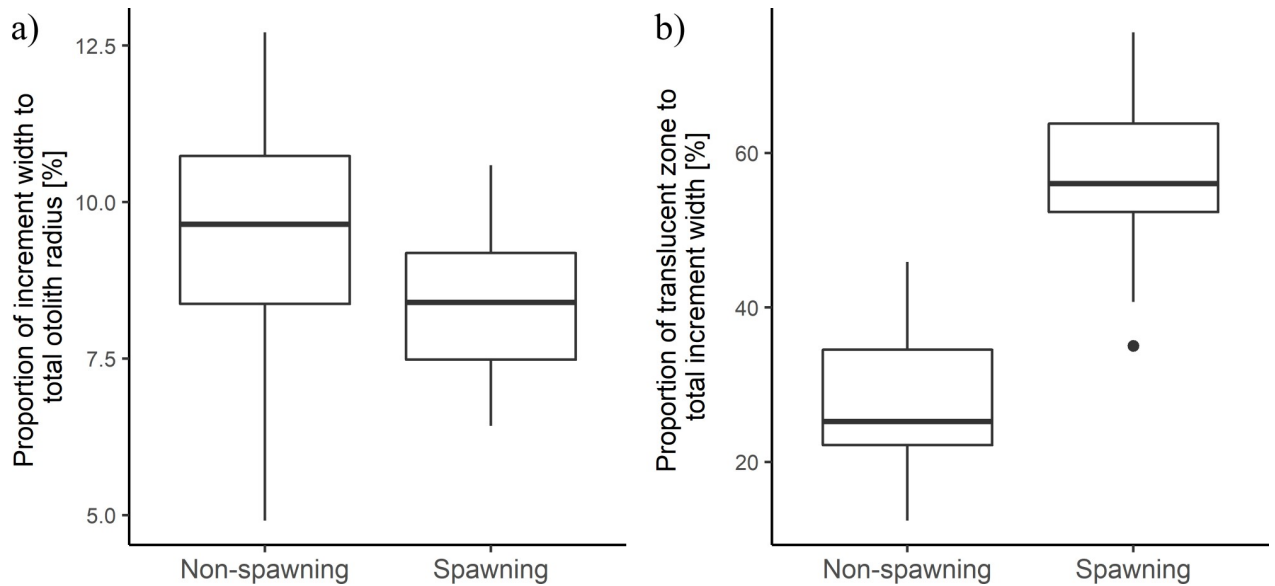 a)
Proportion of increment width to
total otolith radius [%]
12.5
10.0
7.5
5.0
Non-spawning
Spawning
b)
Proportion of translucent zone to
total increment width [%]
60
40
20
Non-spawning
Spawning